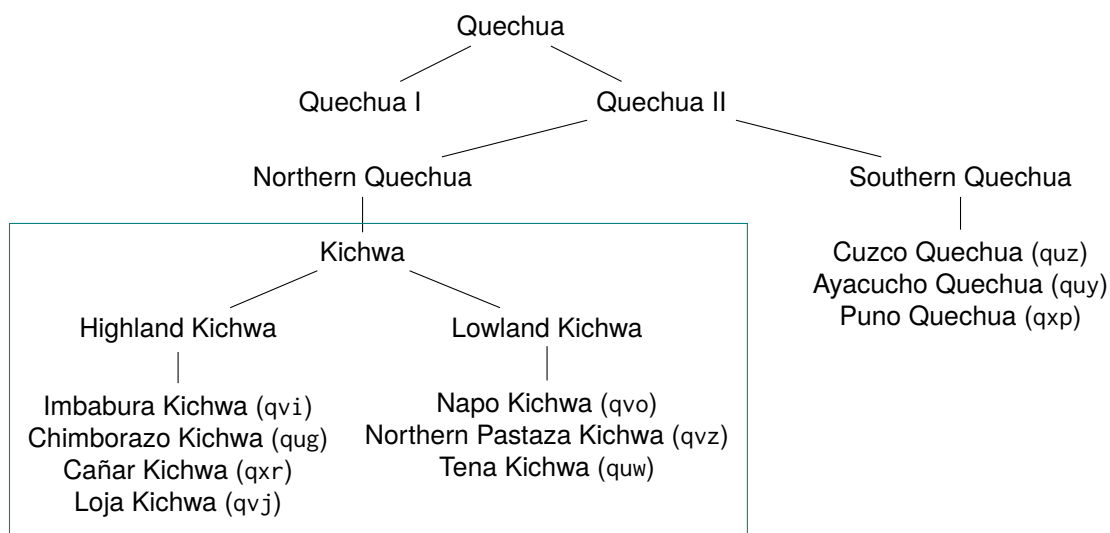 Quechua
Quechua I
Quechua II
Northern Quechua
Southern Quechua
Kichwa
Cuzco Quechua (quz)
Ayacucho Quechua (quy)
Puno Quechua (qxp)
Highland Kichwa
Lowland Kichwa
Imbabura Kichwa (qvi)
Chimborazo Kichwa (qug)
Cañar Kichwa (qxr)
Loja Kichwa (qvj)
Napo Kichwa (qvo)
Northern Pastaza Kichwa (qvz)
Tena Kichwa (quw)